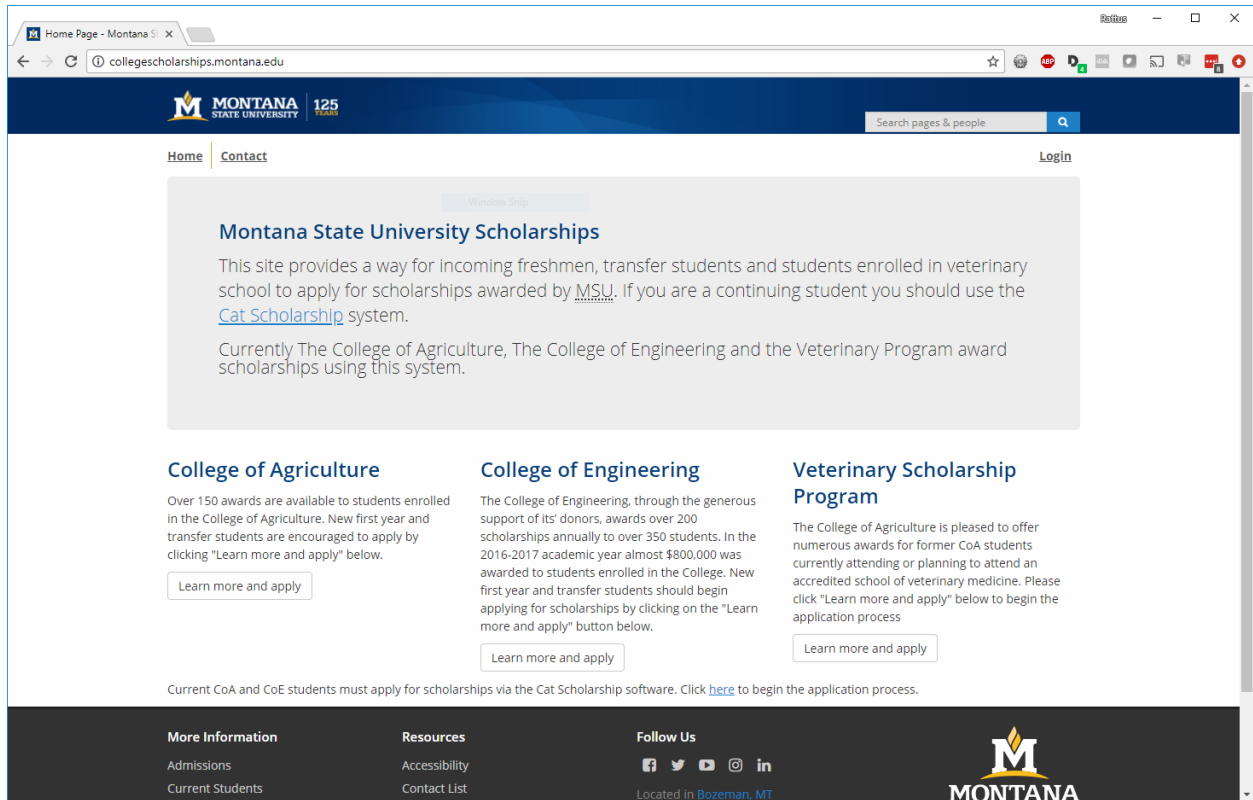 Rattus
Home Page - Montana S
collegescholarships.montana.edu
ABP
4
8
M MONTANA STATE UNIVERSITY 125 YEARS
Search pages & people
Home Contact Login
Window Snip
Montana State University Scholarships
This site provides a way for incoming freshmen, transfer students and students enrolled in veterinary
school to apply for scholarships awarded by MSU. If you are a continuing student you should use the
Cat Scholarship system.
Currently The College of Agriculture, The College of Engineering and the Veterinary Program award
scholarships using this system.
College of Agriculture
Over 150 awards are available to students enrolled
in the College of Agriculture. New first year and
transfer students are encouraged to apply by
clicking "Learn more and apply" below.
Learn more and apply
College of Engineering
The College of Engineering, through the generous
support of its' donors, awards over 200
scholarships annually to over 350 students. In the
2016-2017 academic year almost $800,000 was
awarded to students enrolled in the College. New
first year and transfer students should begin
applying for scholarships by clicking on the "Learn
more and apply" button below.
Learn more and apply
Veterinary Scholarship
Program
The College of Agriculture is pleased to offer
numerous awards for former CoA students
currently attending or planning to attend an
accredited school of veterinary medicine. Please
click "Learn more and apply" below to begin the
application process
Learn more and apply
Current CoA and CoE students must apply for scholarships via the Cat Scholarship software. Click here to begin the application process.
More Information
Admissions
Current Students
Resources
Accessibility
Contact List
Follow Us
Located in Bozeman, MT
M
MONTANA